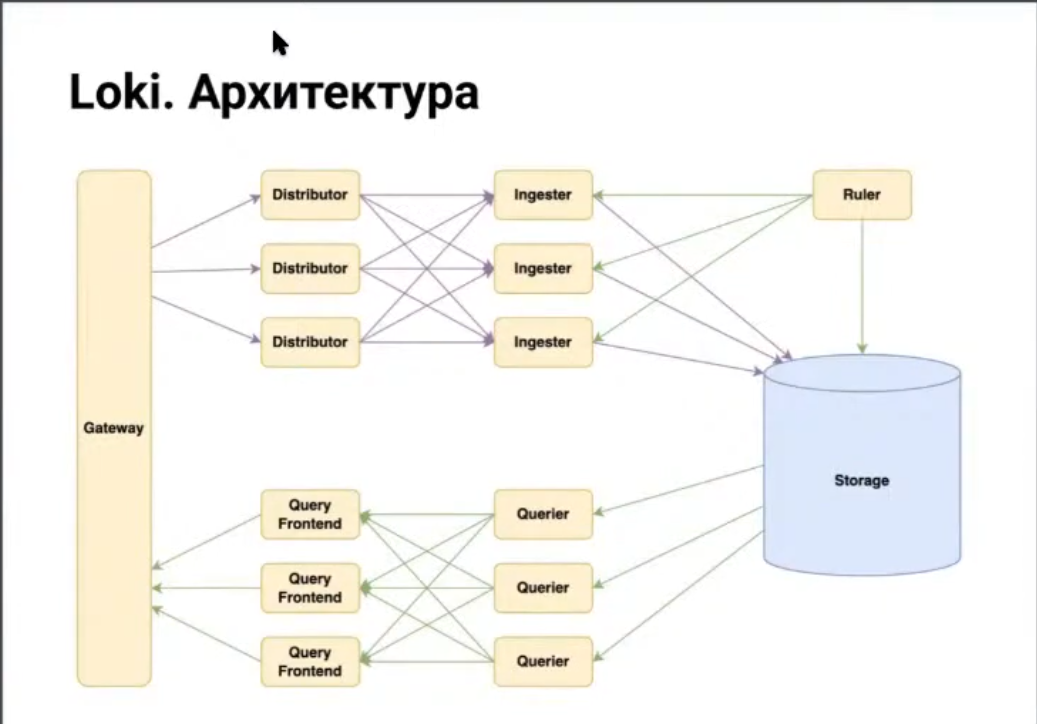 Loki. Архитектура
Distributor
Ingester
Ruler
Distributor
Ingester
Distributor
Ingester
Gateway
Storage
Query
Frontend
Querier
Query
Frontend
Querier
Query
Frontend
Querier